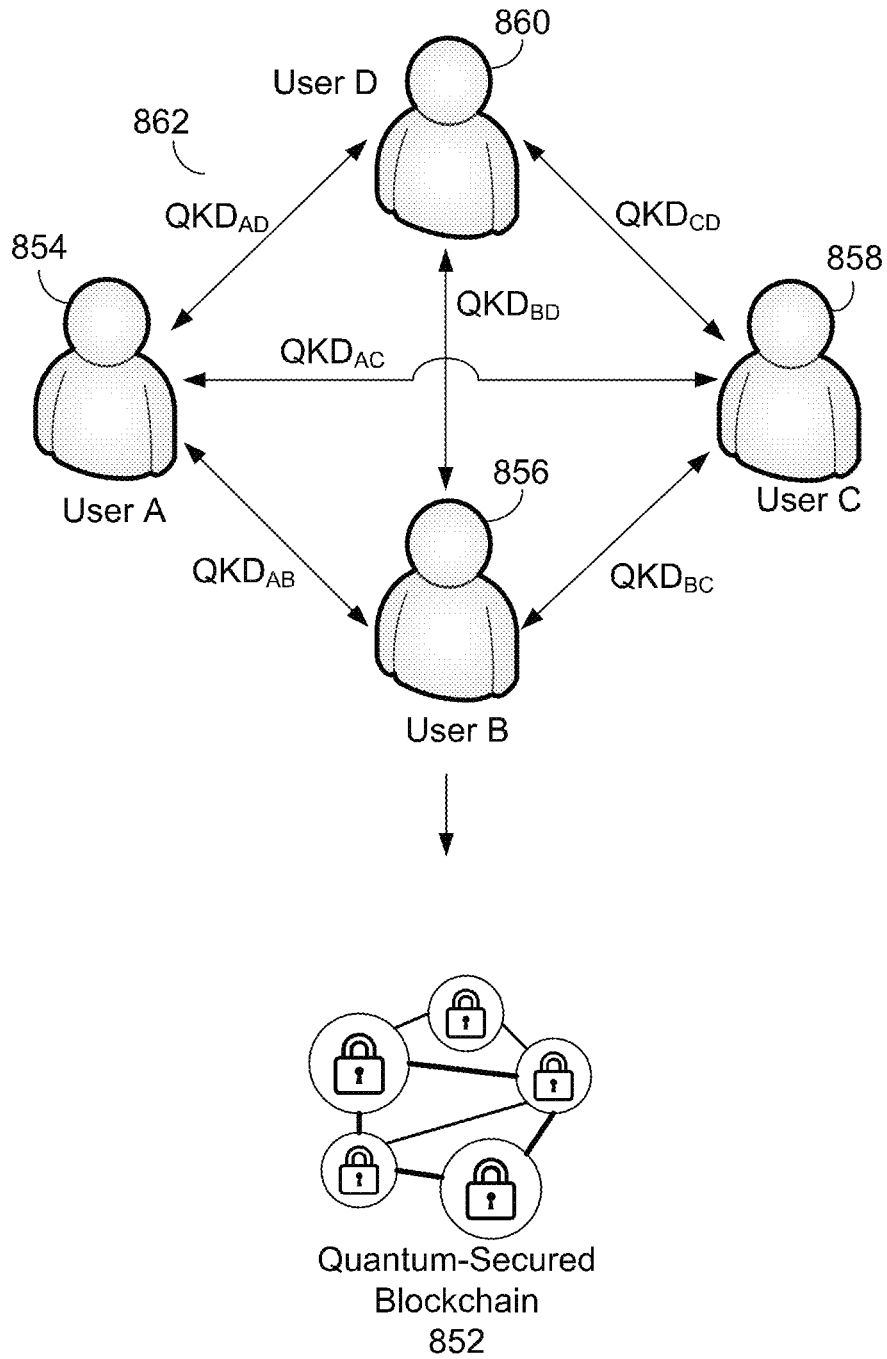 860
User D
862
QKDAD
QKDCD
854
858
QKDBD
QKDAC
856
User A
User C
QKDAB
QKDBC
User B
Quantum-Secured
Blockchain
852